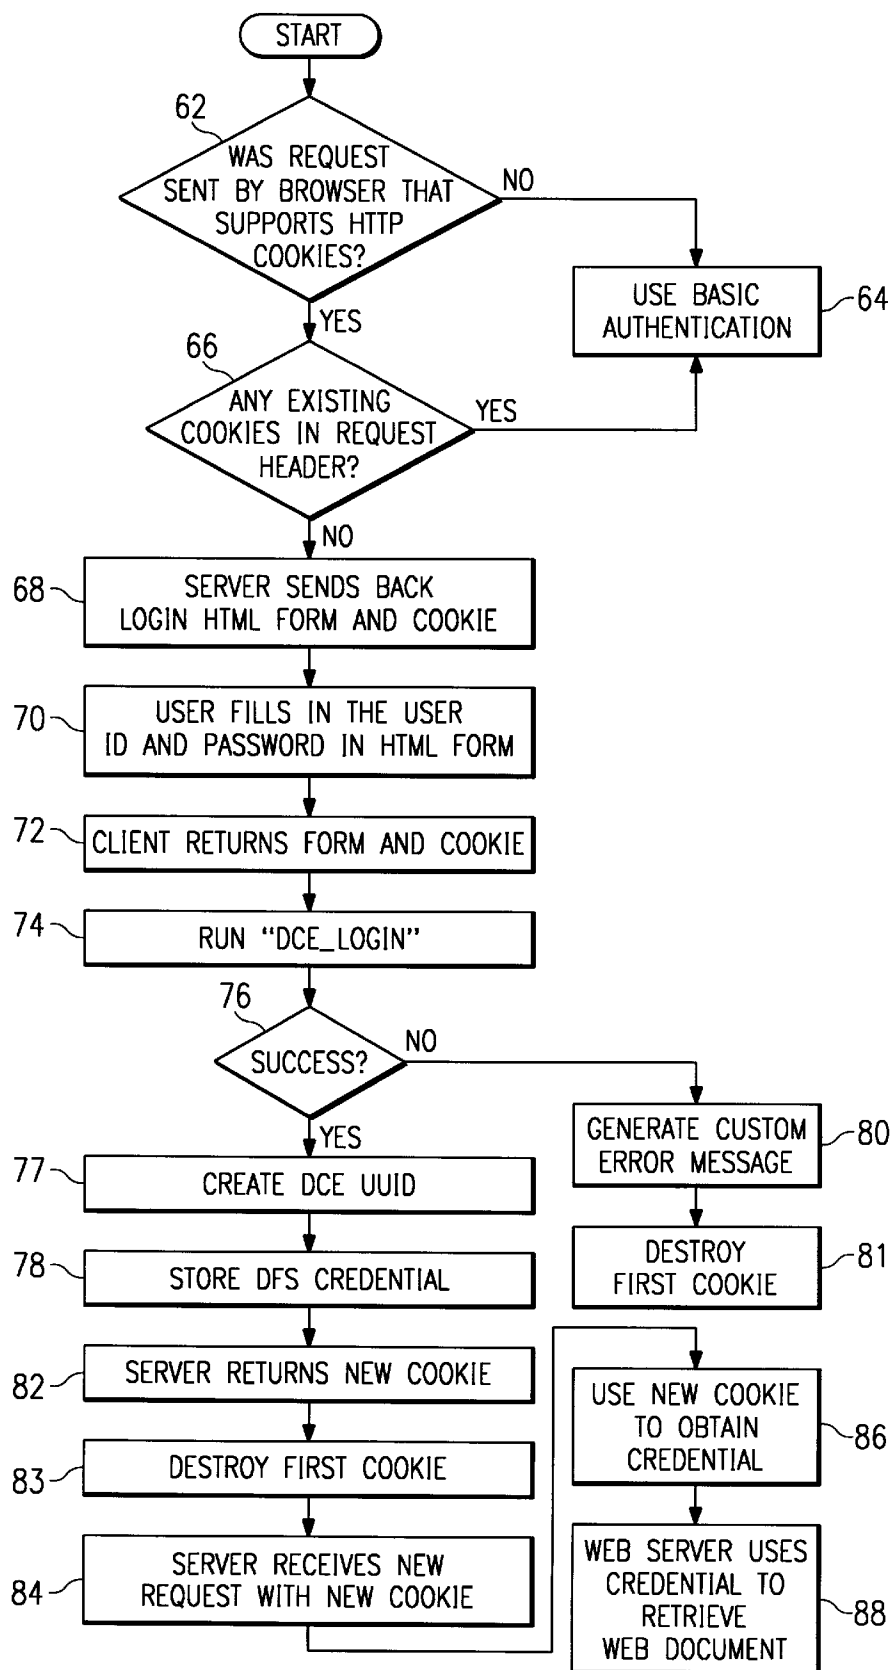 START
62
WAS REQUEST
SENT BY BROWSER THAT
SUPPORTS HTTP
COOKIES?
NO
USE BASIC
AUTHENTICATION
64
YES
66
ANY EXISTING
COOKIES IN REQUEST
HEADER?
YES
NO
68
SERVER SENDS BACK
LOGIN HTML FORM AND COOKIE
70
USER FILLS IN THE USER
ID AND PASSWORD IN HTML FORM
72
CLIENT RETURNS FORM AND COOKIE
74
RUN "DCE_LOGIN"
76
SUCCESS?
NO
YES
GENERATE CUSTOM
ERROR MESSAGE
80
77
CREATE DCE UUID
DESTROY
FIRST COOKIE
81
78
STORE DFS CREDENTIAL
82
SERVER RETURNS NEW COOKIE
83
DESTROY FIRST COOKIE
84
SERVER RECEIVES NEW
REQUEST WITH NEW COOKIE
USE NEW COOKIE
TO OBTAIN
CREDENTIAL
86
WEB SERVER USES
CREDENTIAL TO
RETRIEVE
WEB DOCUMENT
88